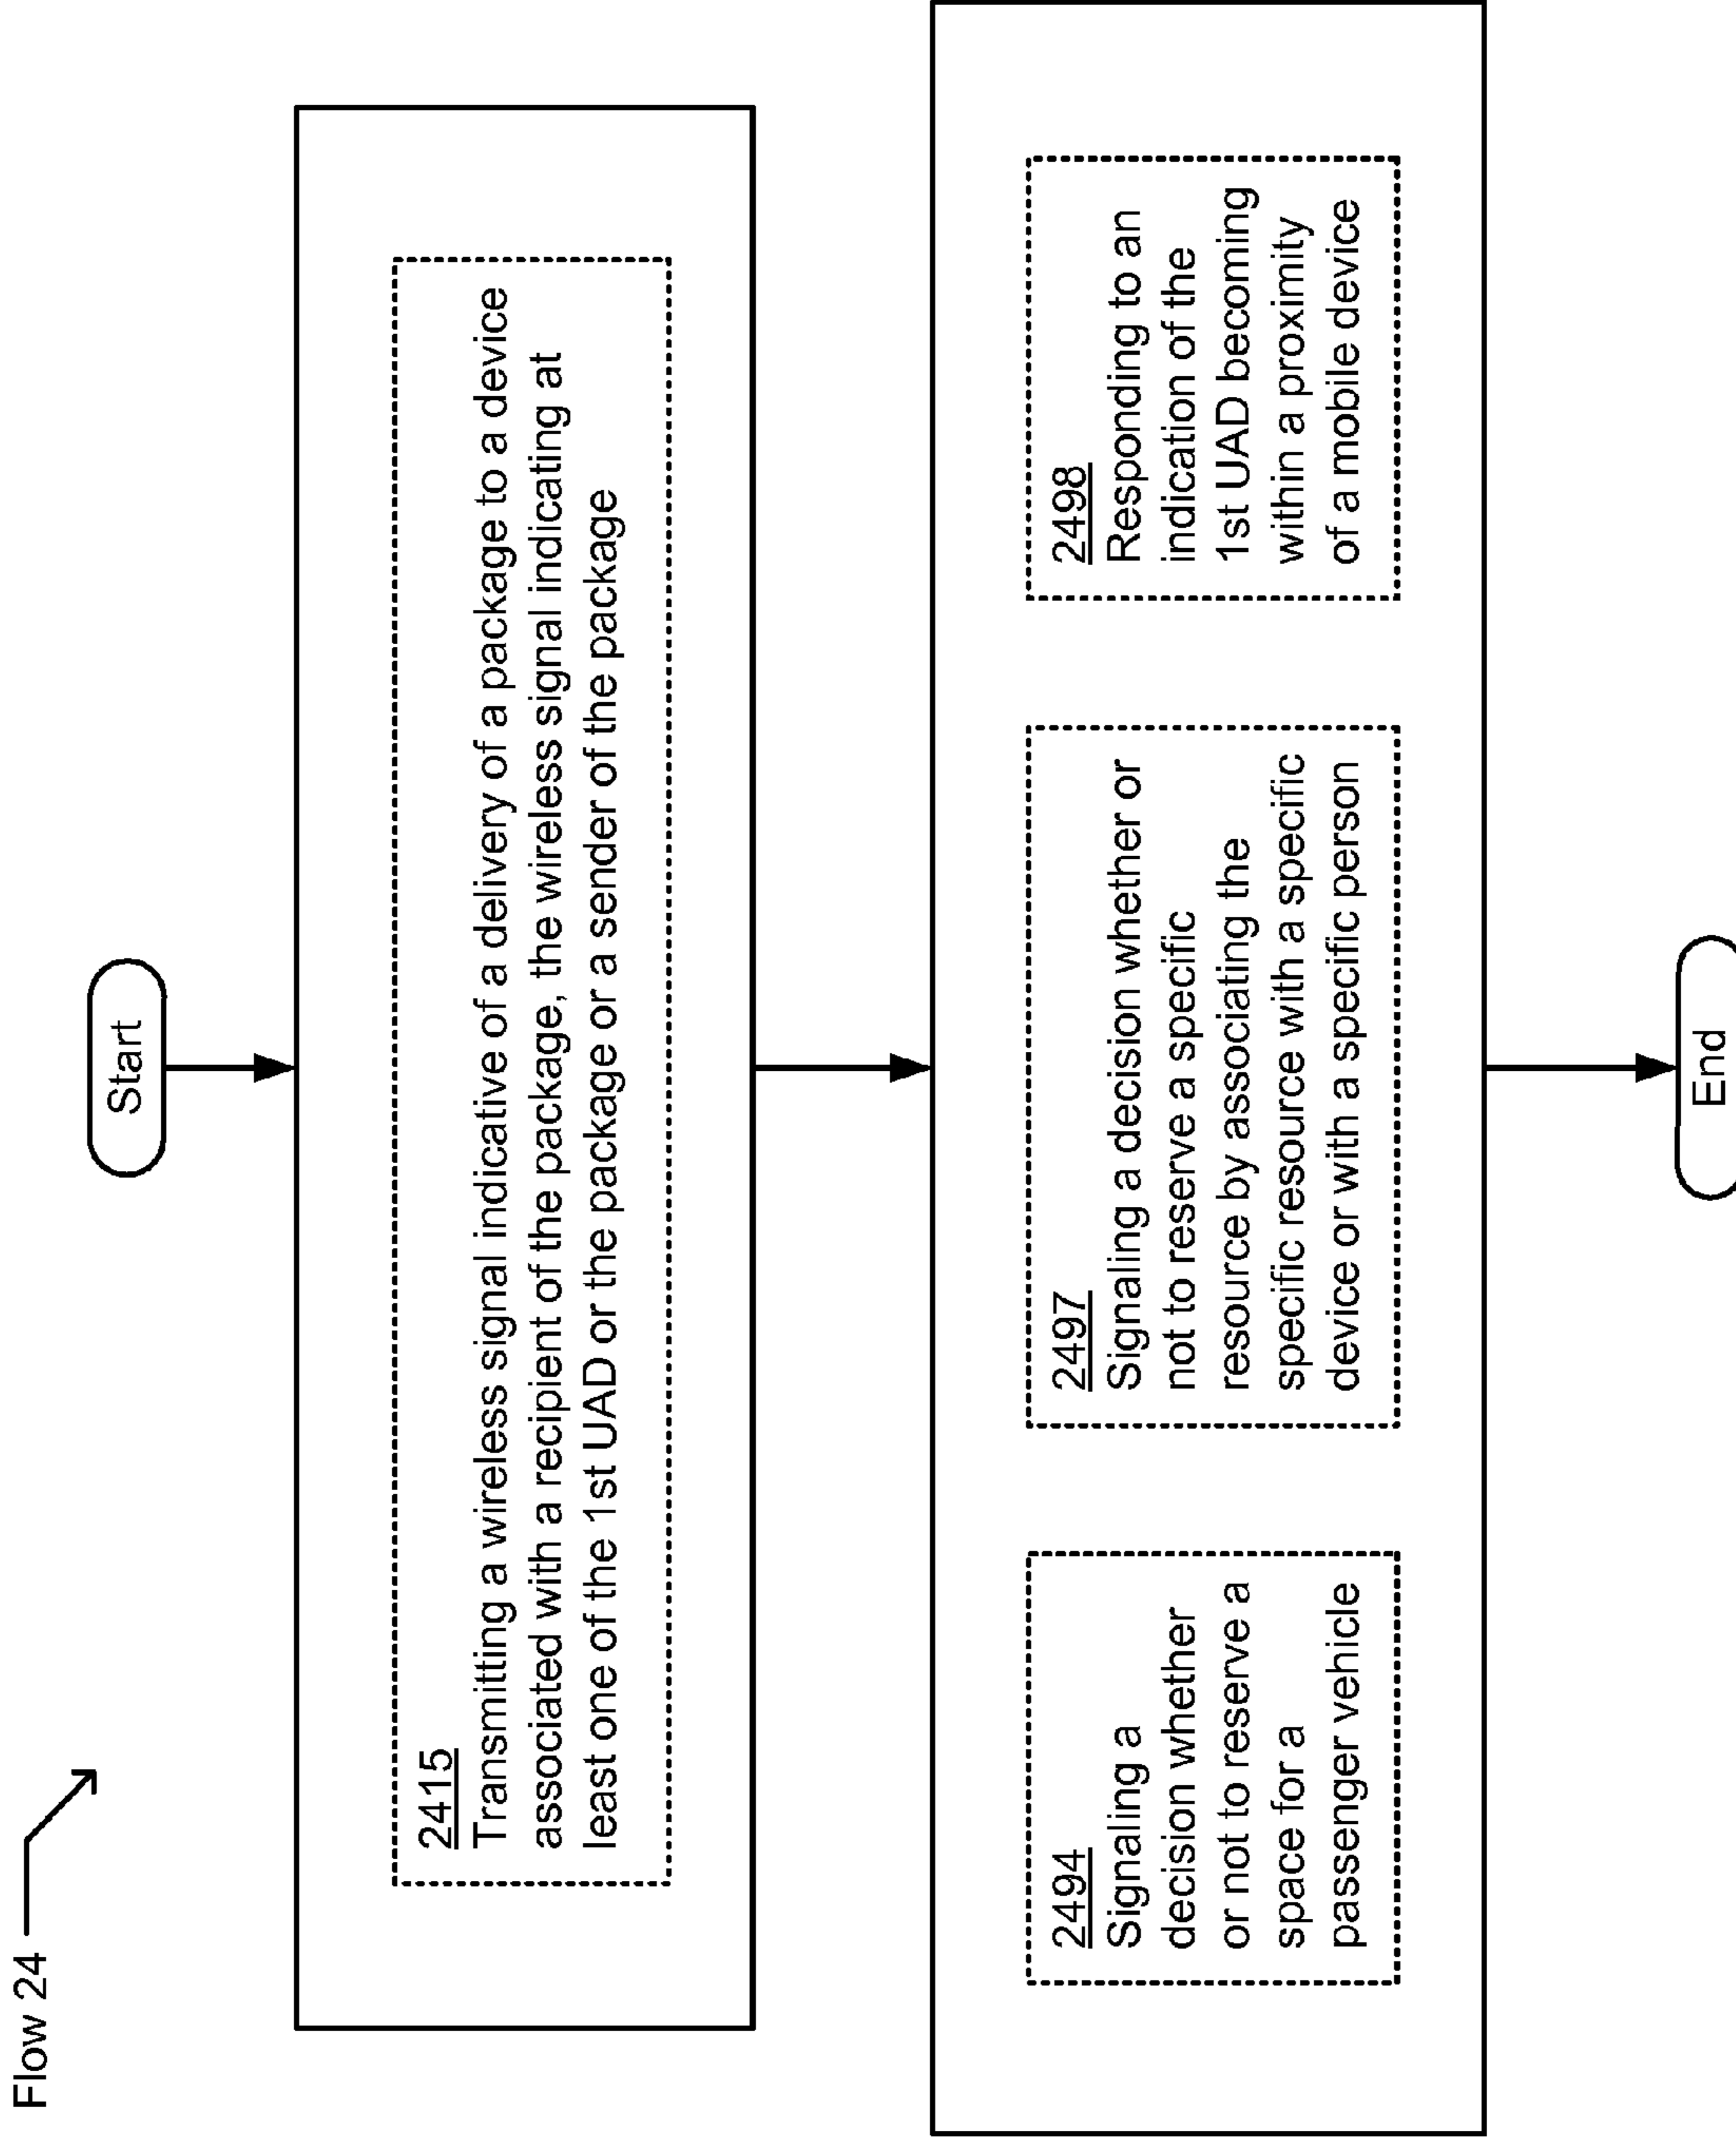 Flow 24
Start
2415
Transmitting a wireless signal indicative of a delivery of a package to a device
associated with a recipient of the package, the wireless signal indicating at
least one of the 1st UAD or the package or a sender of the package
2494
Signaling a
decision whether
or not to reserve a
space for a
passenger vehicle
2497
Signaling a decision whether or
not to reserve a specific
resource by associating the
specific resource with a specific
device or with a specific person
2498
Responding to an
indication of the
1st UAD becoming
within a proximity
of a mobile device
End